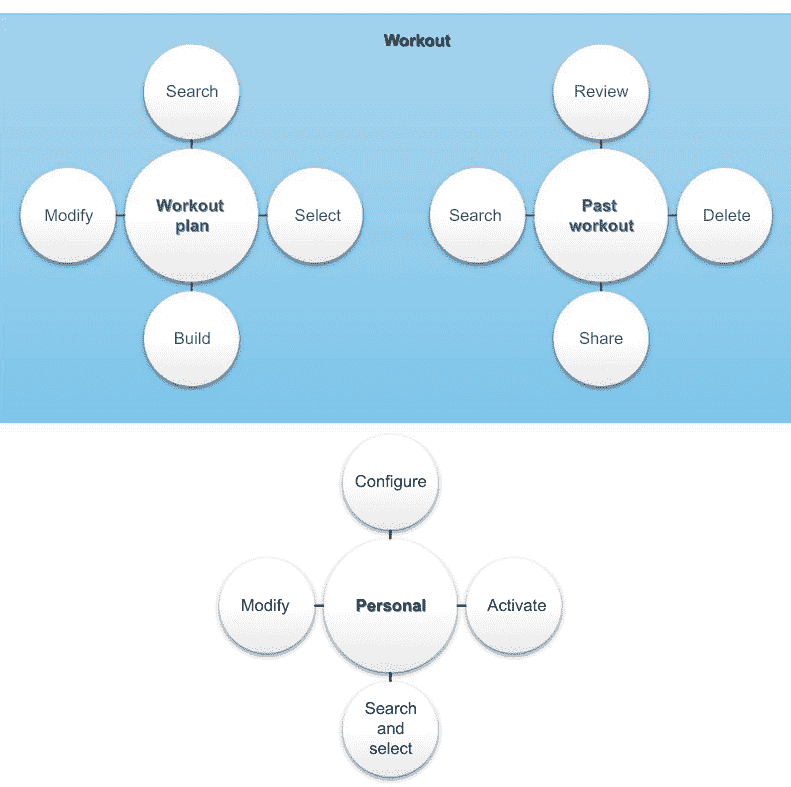 Workout
Search
Modify
Workout
plan
Select
Build
Review
Search
Past
workout
Delete
Share
Configure
Modify
Personal
Activate
Search
and
select